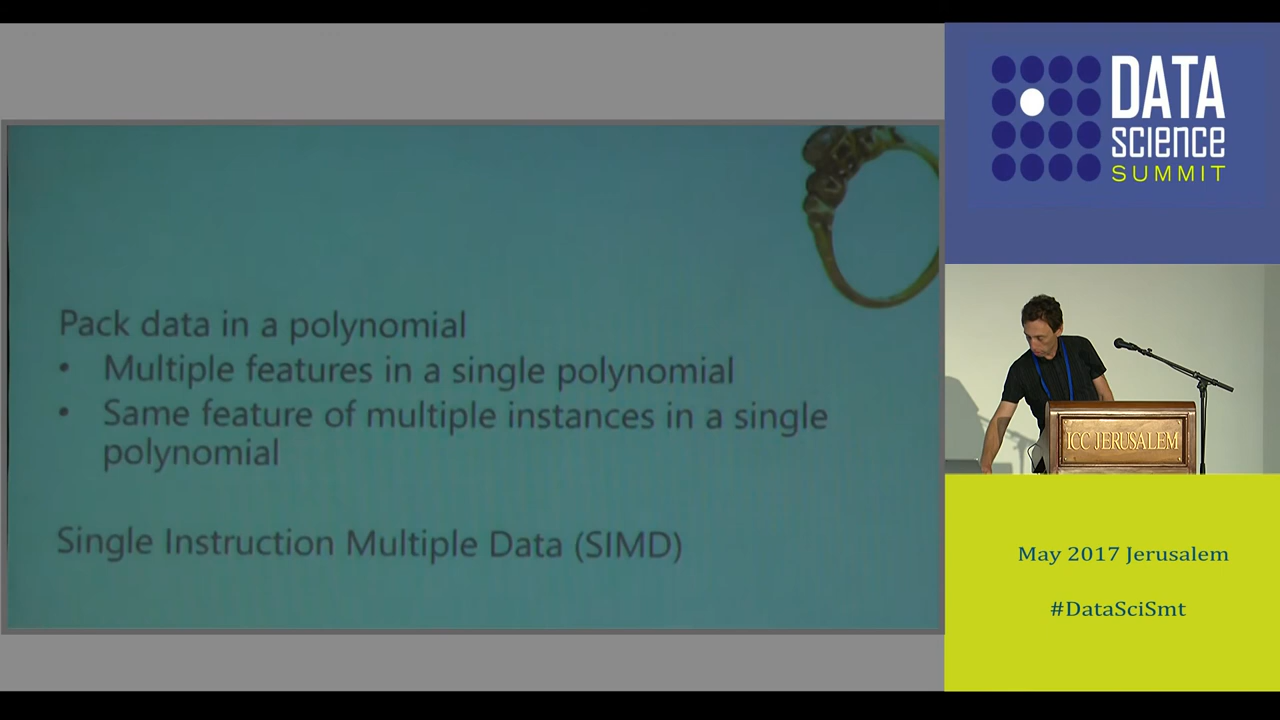 Pack data in a polynomial
• Multiple features in a single polynomial
• Same feature of multiple instances in a single
polynomial
Single Instruction Multiple Data (SIMD)
DATA
science
SUMMIT
ICC JERUSALEM
May 2017 Jerusalem
#DataSciSmt